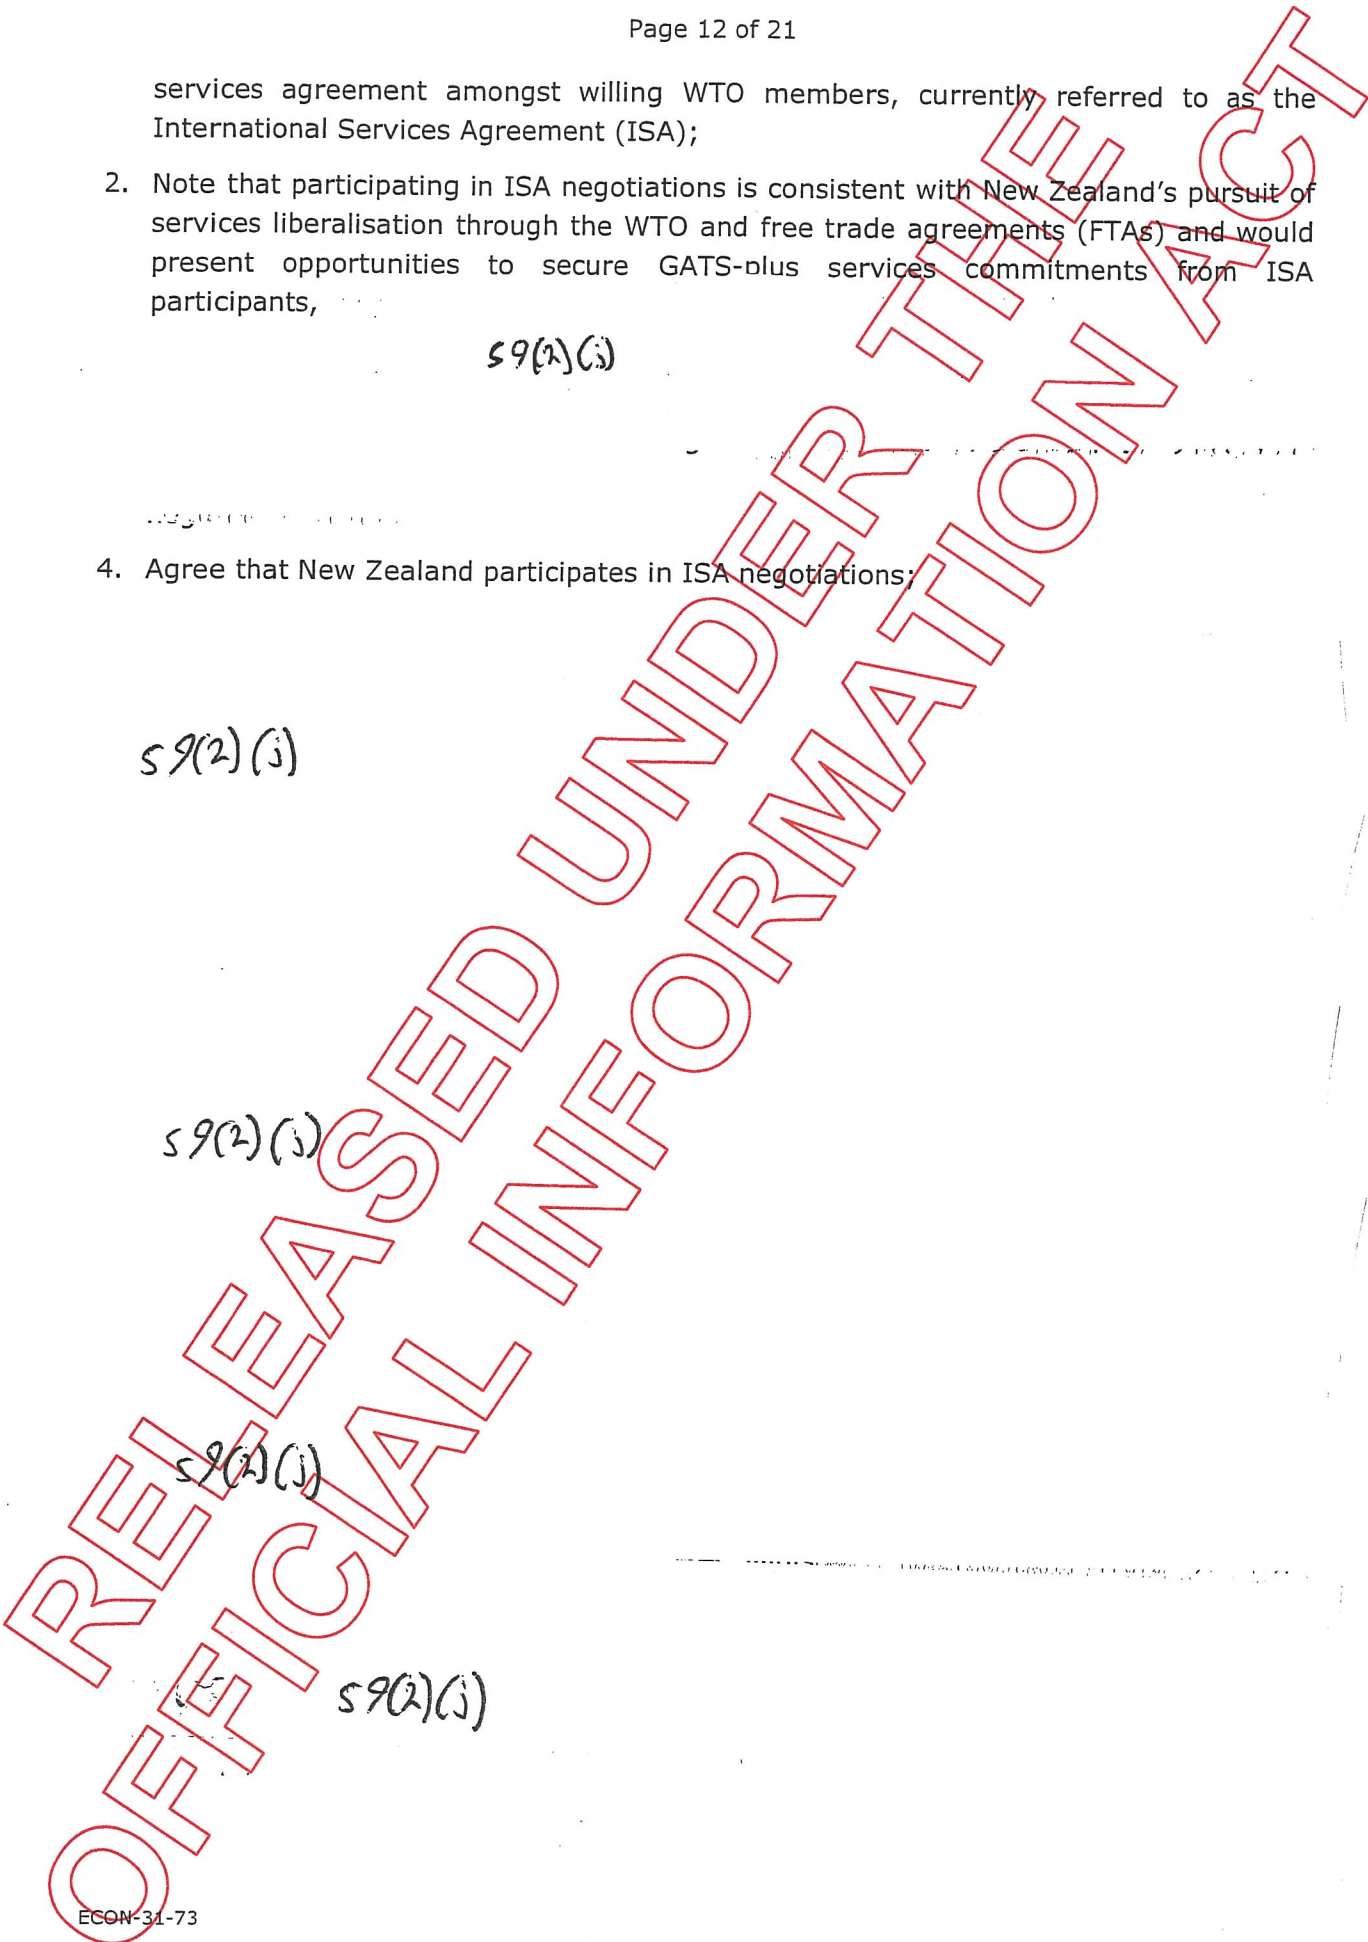 Page 12 of 21
services agreement amongst willing WTO members, currently referred to as the
International Services Agreement (ISA);
2. Note that participating in ISA negotiations is consistent with New Zealand's pursuit of
services liberalisation through the WTO and free trade agreements (FTAs) and would
present opportunities to secure GATS-plus services commitments from ISA
participants,
s9(2)(j)
4. Agree that New Zealand participates in ISA negotiations;
s9(2)(j)
s9(2)(j)
s9(2)(j)
s9(2)(j)
ECON-31-73
RELEASED UNDER THE
OFFICIAL INFORMATION ACT